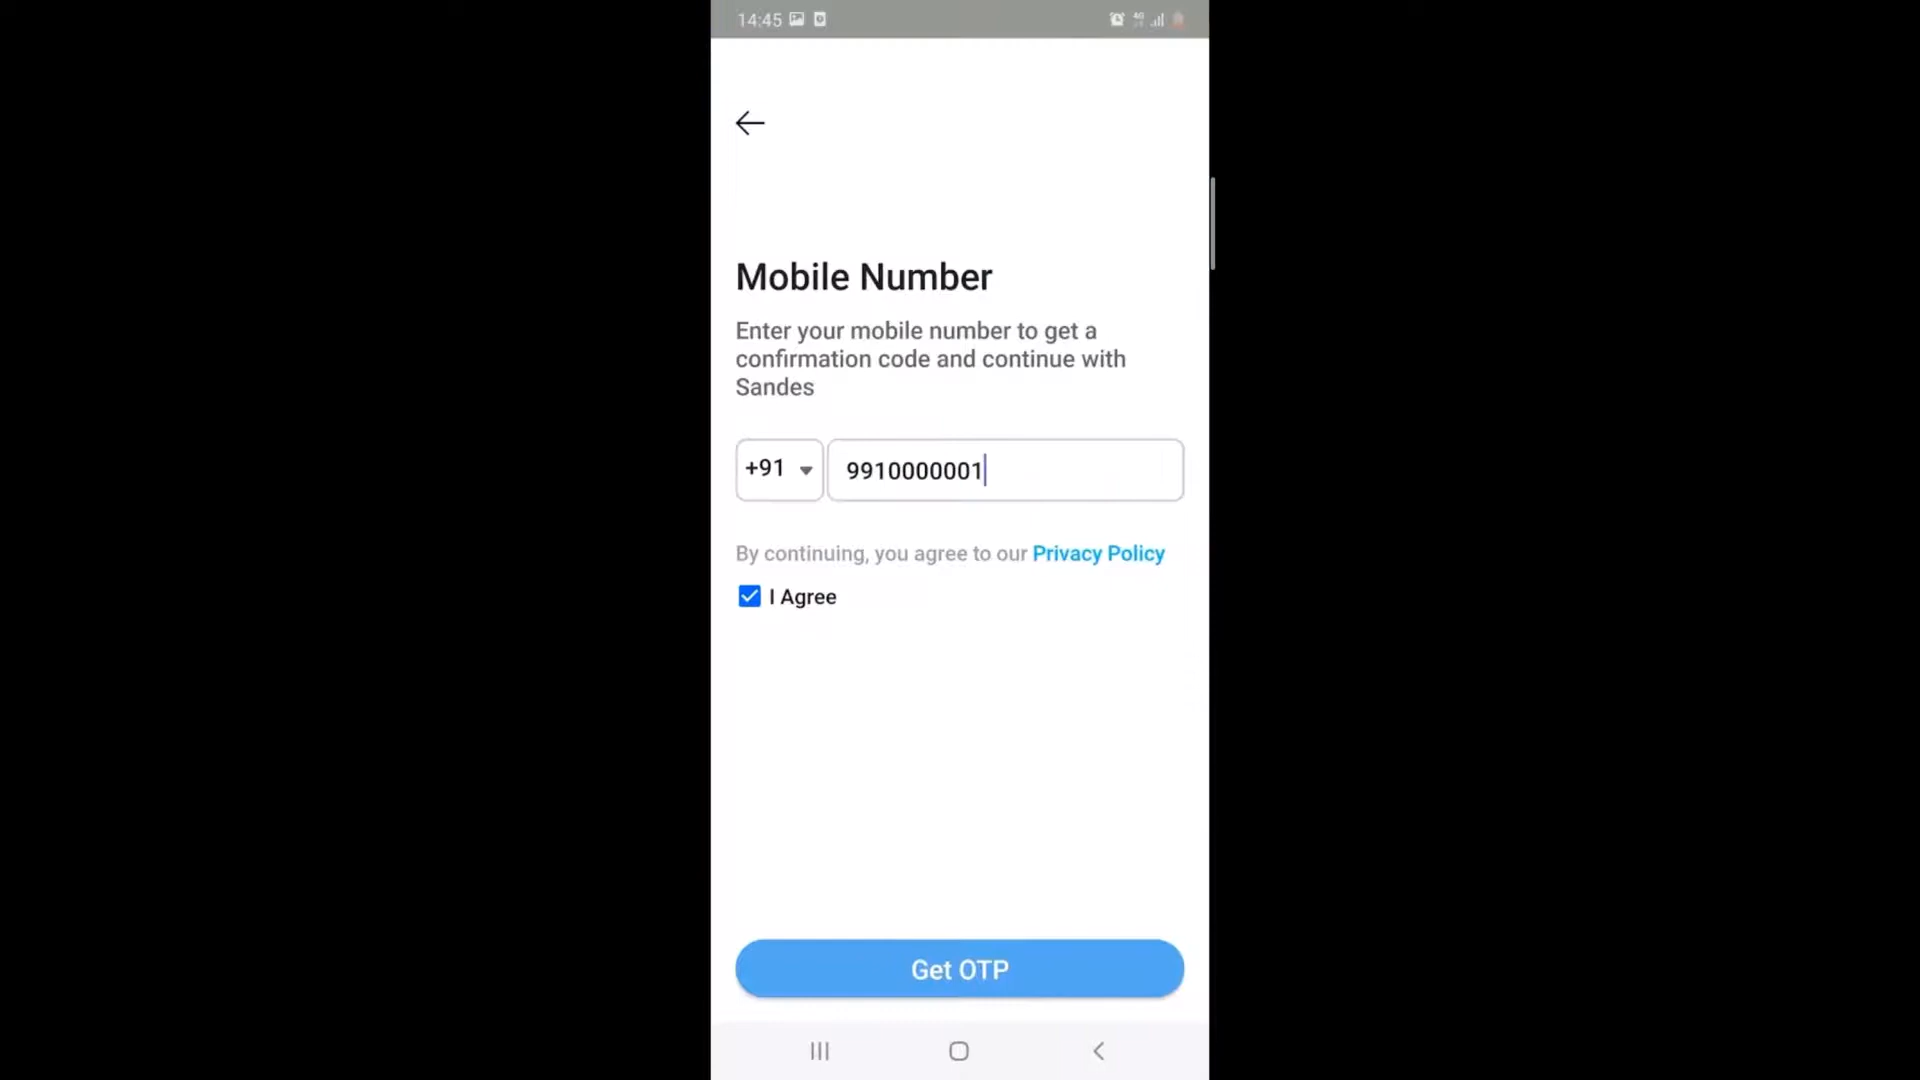 14:45
4G
Mobile Number
Enter your mobile number to get a
confirmation code and continue with
Sandes
+91 9910000001
By continuing, you agree to our Privacy Policy
I Agree
Get OTP